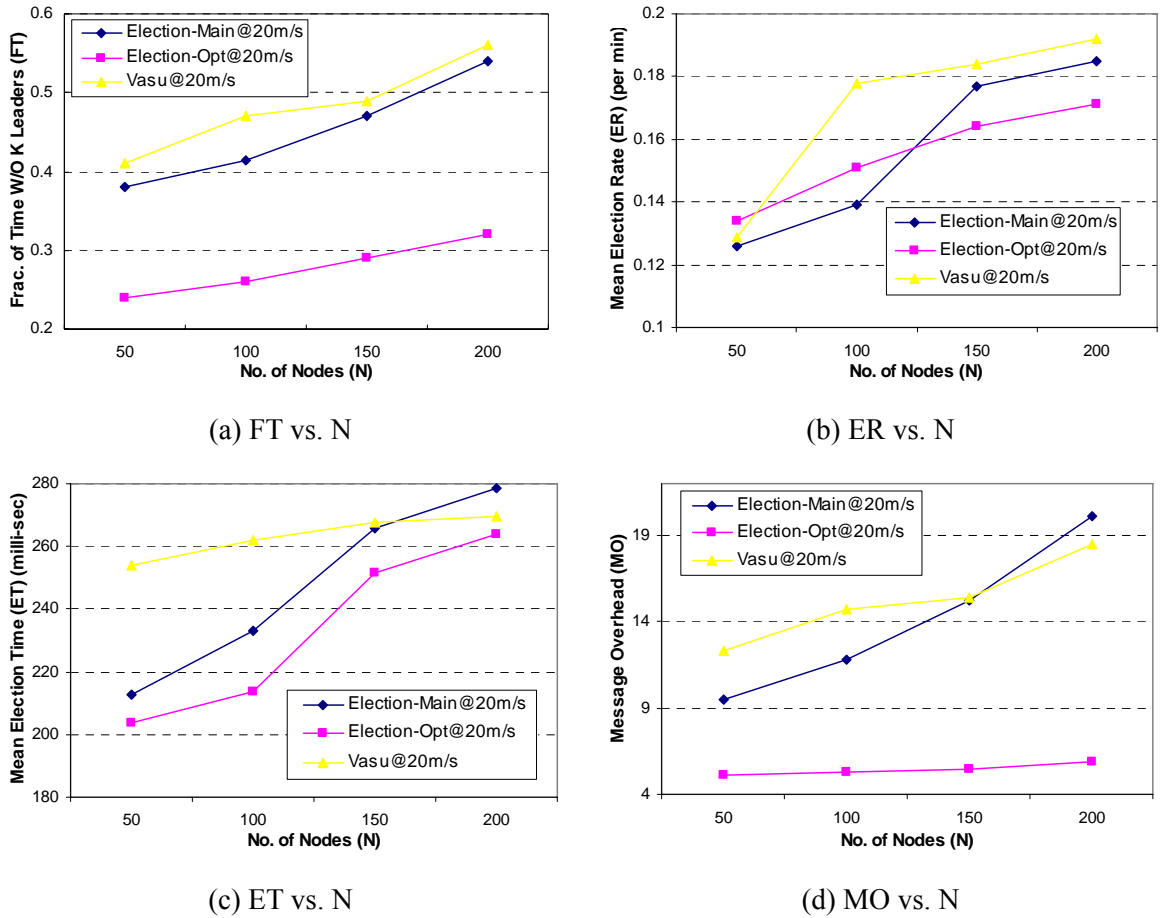 Election-Main@20m/s
Election-Opt@20m/s
Vasu@20m/s
Frac. of Time W/O K Leaders (FT)
0.6
0.5
0.4
0.3
0.2
50 100 150 200
No. of Nodes (N)
(a) FT vs. N
Mean Election Rate (ER) (per min)
0.2
0.18
0.16
0.14
0.12
0.1
Election-Main@20m/s
Election-Opt@20m/s
Vasu@20m/s
50 100 150 200
No. of Nodes (N)
(b) ER vs. N
Mean Election Time (ET) (milli-sec)
280
260
240
220
200
180
Election-Main@20m/s
Election-Opt@20m/s
Vasu@20m/s
50 100 150 200
No. of Nodes (N)
(c) ET vs. N
Message Overhead (MO)
Election-Main@20m/s
Election-Opt@20m/s
Vasu@20m/s
19
14
9
4
50 100 150 200
No. of Nodes (N)
(d) MO vs. N